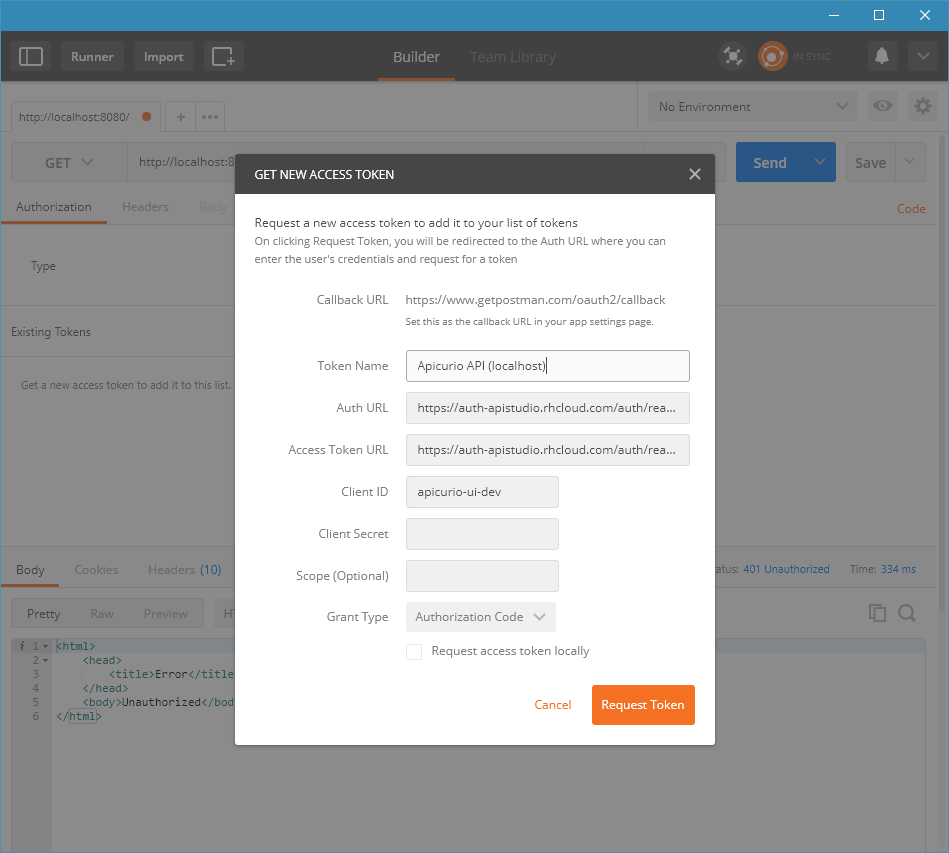 Runner
Import
Builder
Team Library
IN SYNC
http://localhost:8080/
No Environment
GET
http://localhost:8
Send
Save
Authorization
Headers
Body
Code
Type
Existing Tokens
Get a new access token to add it to this list.
GET NEW ACCESS TOKEN
Request a new access token to add it to your list of tokens
On clicking Request Token, you will be redirected to the Auth URL where you can
enter the user's credentials and request for a token
Callback URL https://www.getpostman.com/oauth2/callback
Set this as the callback URL in your app settings page.
Token Name Apicurio API (localhost)
Auth URL https://auth-apistudio.rhcloud.com/auth/rea...
Access Token URL https://auth-apistudio.rhcloud.com/auth/rea...
Client ID apicurio-ui-dev
Client Secret
Scope (Optional)
Grant Type Authorization Code
Request access token locally
Cancel Request Token
Body Cookies Headers (10)
atus: 401 Unauthorized Time: 334 ms
Pretty Raw Preview HT
i 1 <html>
2 <head>
3 <title>Error</title
4 </head>
5 <body>Unauthorized</bod
6 </html>